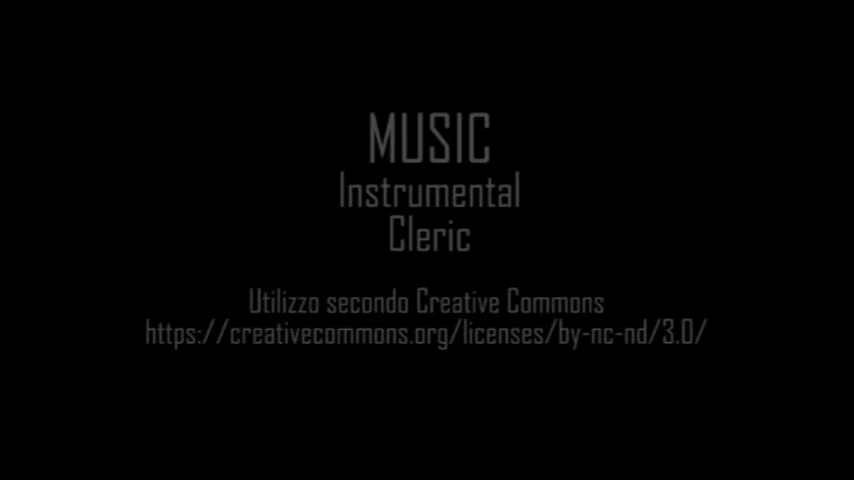 MUSIC
Instrumental
Cleric
Utilizzo secondo Creative Commons
https://creativecommons.org/licenses/by-nc-nd/3.0/